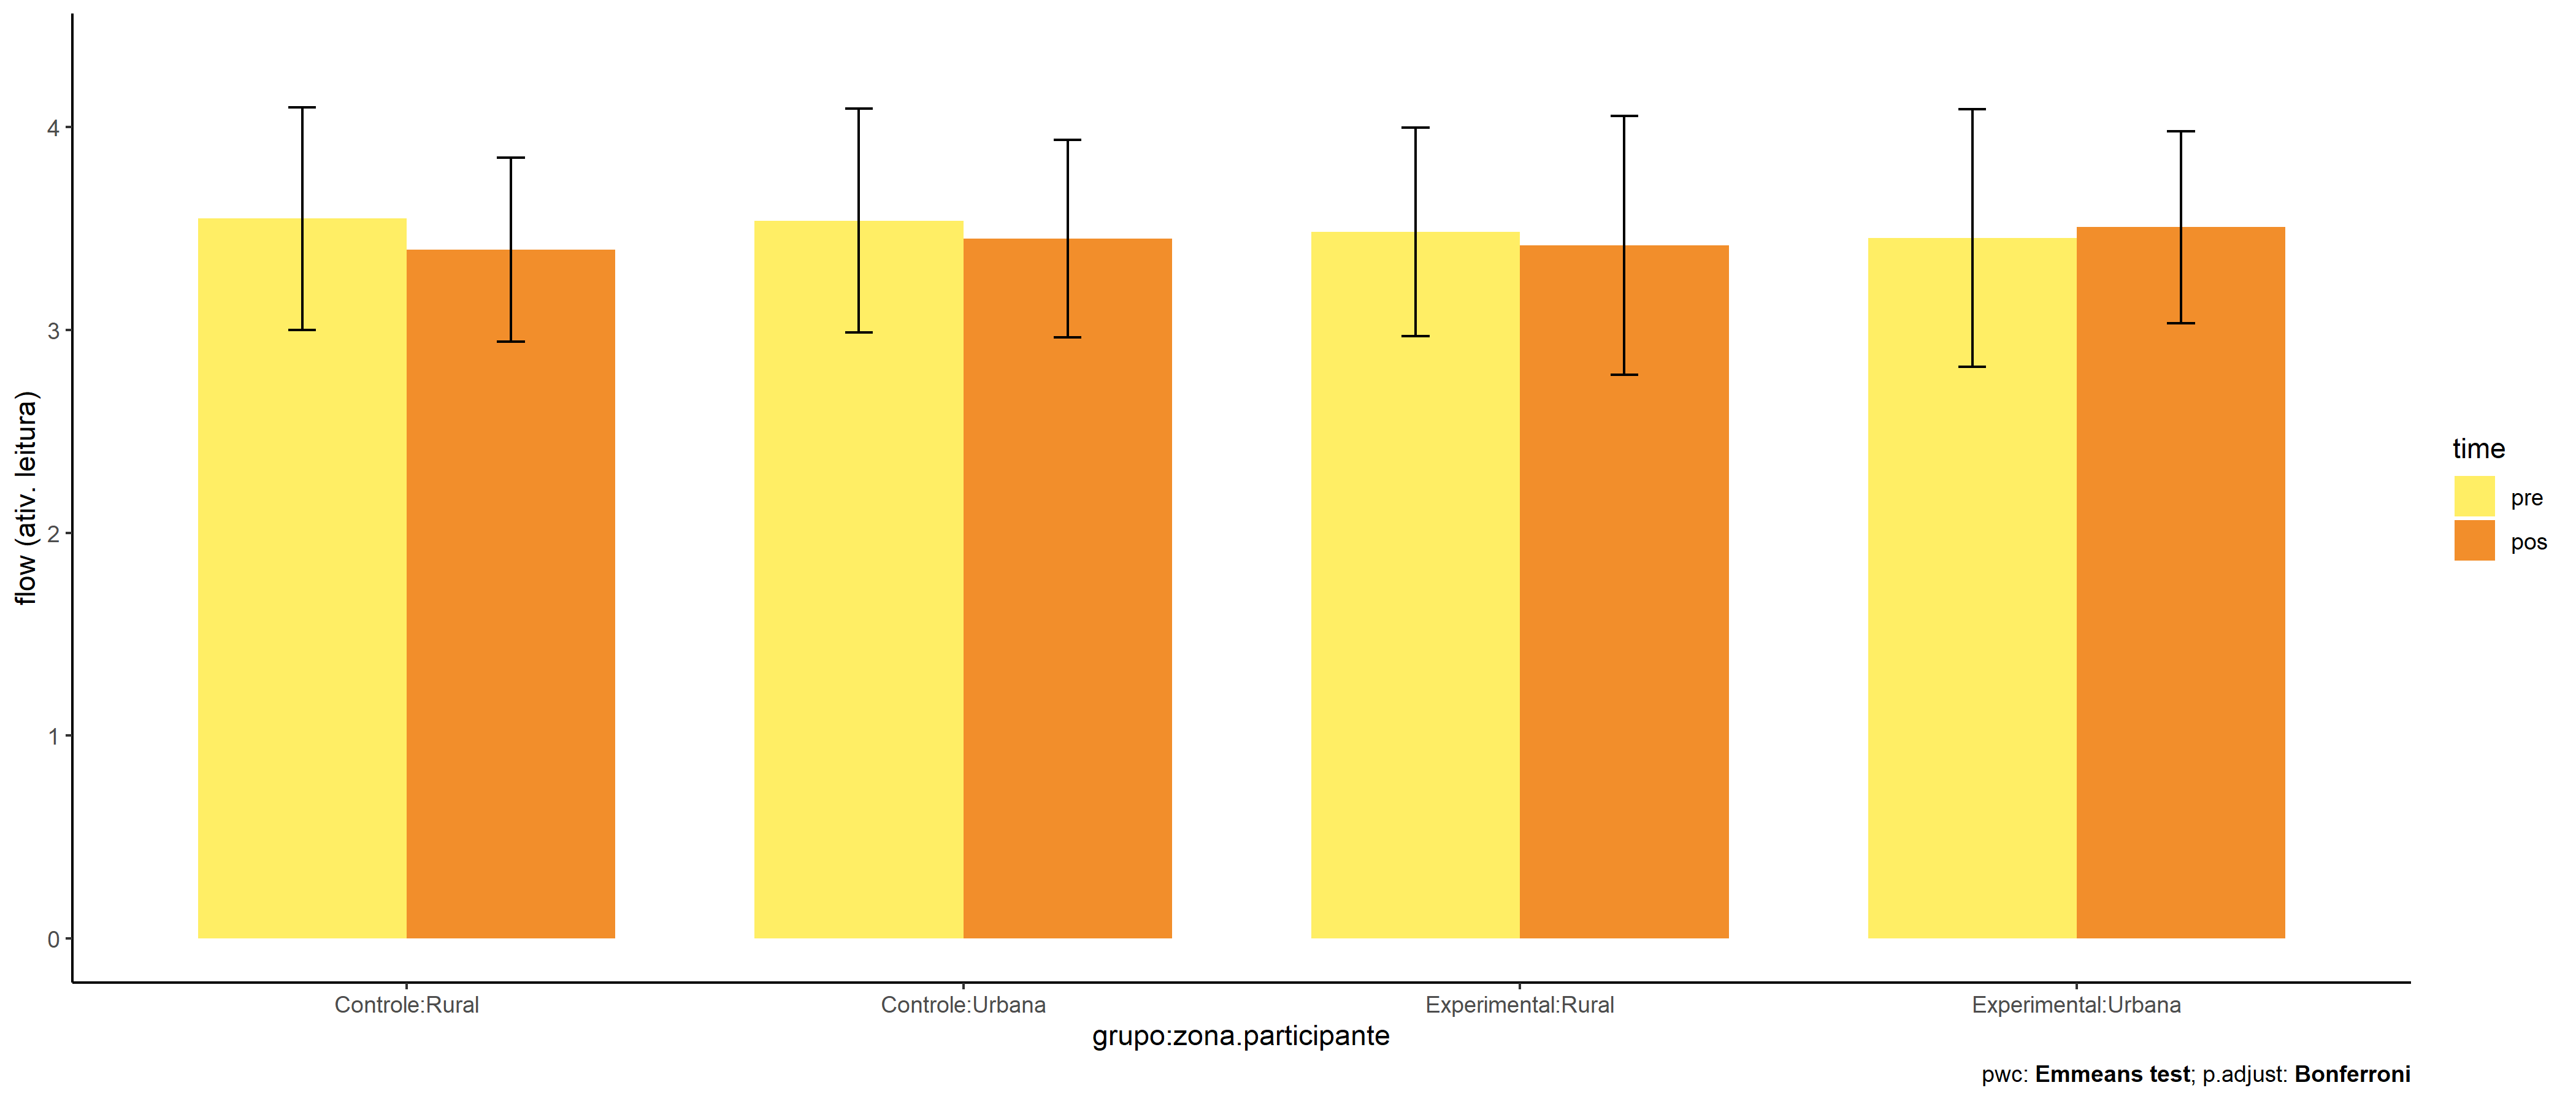 flow (ativ. leitura)
4
3
2
1
0
Controle:Rural
Controle:Urbana
Experimental:Rural
Experimental:Urbana
grupo:zona.participante
time
pre
pos
pwc: Emmeans test; p.adjust: Bonferroni